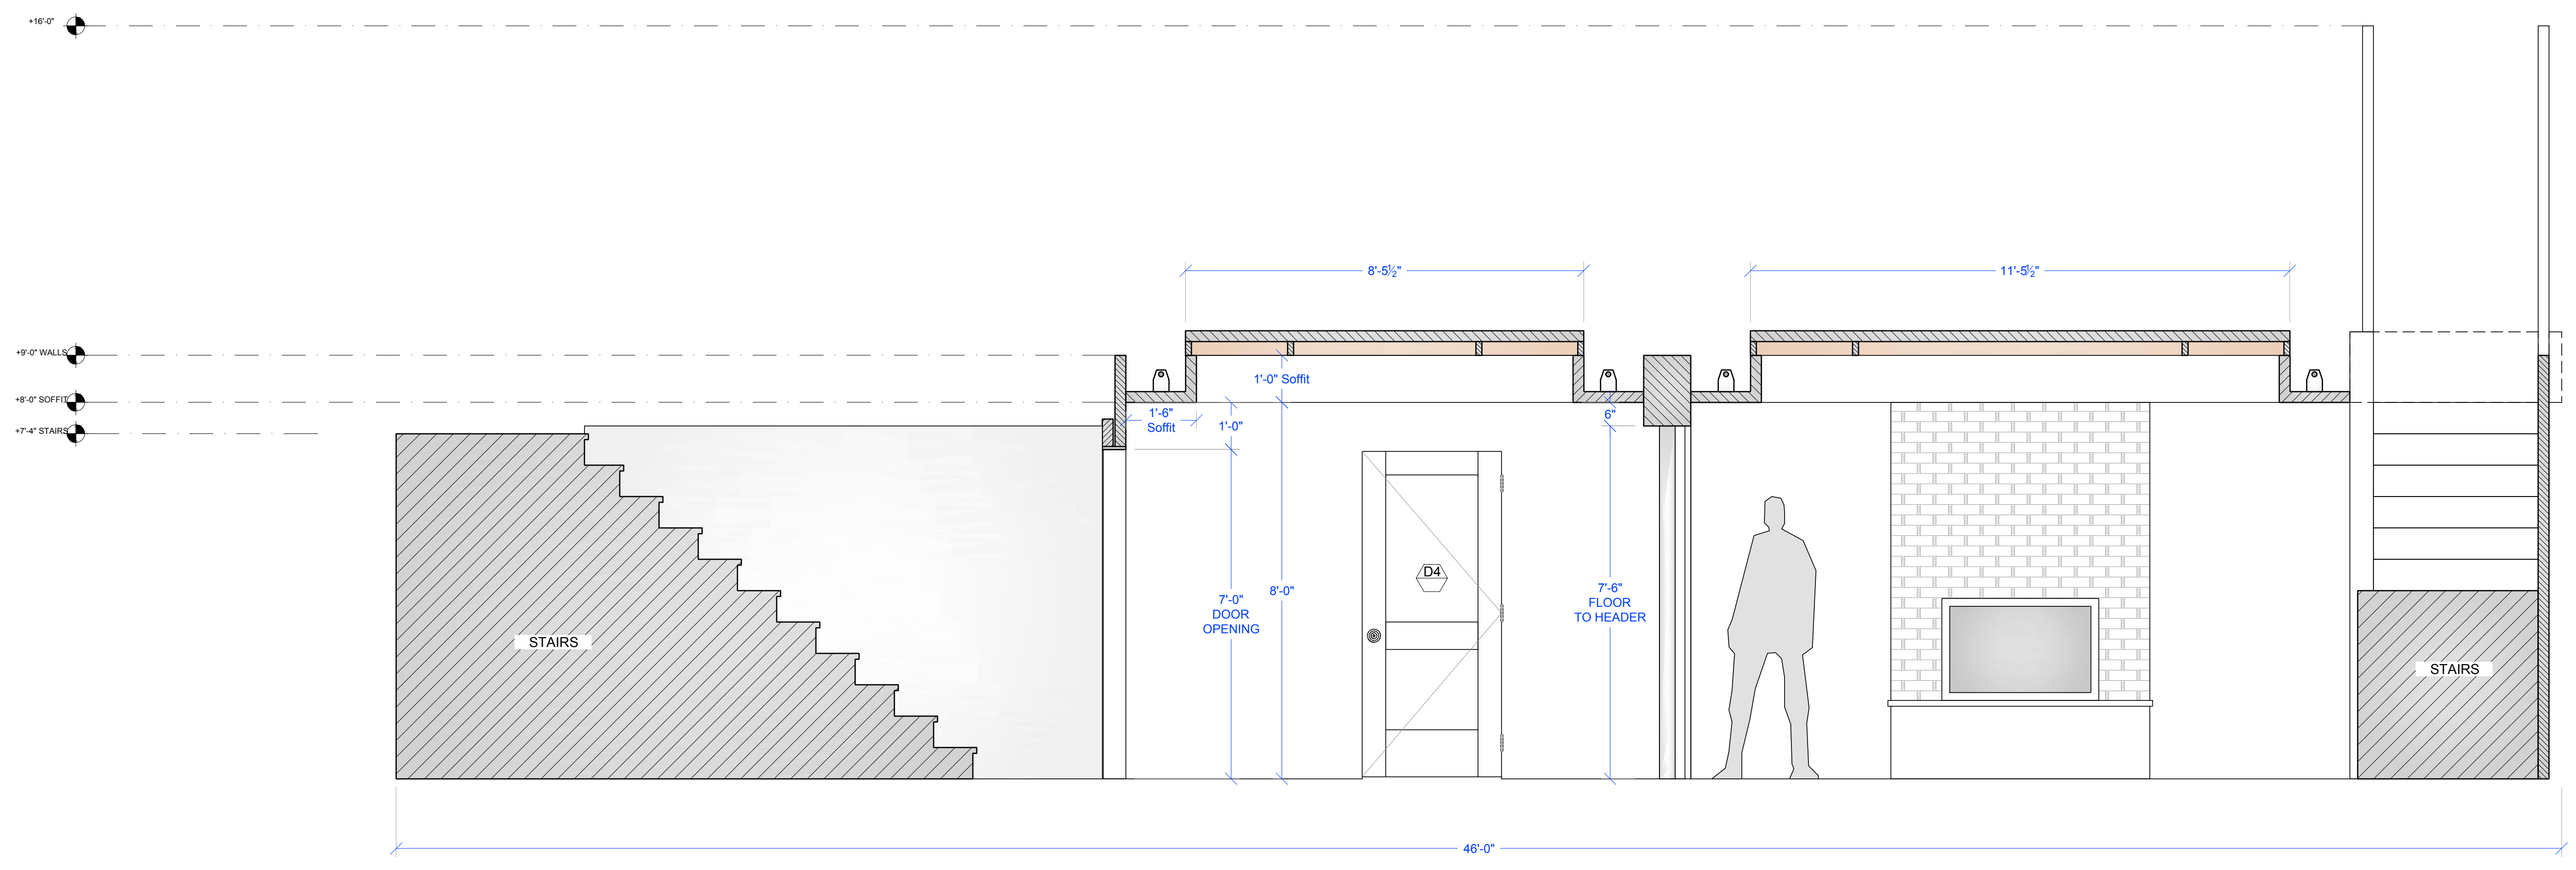 +16'-0"
8'-5½"
11'-5½"
+9'-0" WALLS
1'-0" Soffit
+8'-0" SOFFIT
1'-6"
Soffit
1'-0"
6"
+7'-4" STAIRS
D4
7'-0"
DOOR
OPENING
8'-0"
7'-6"
FLOOR
TO HEADER
STAIRS
STAIRS
46'-0"